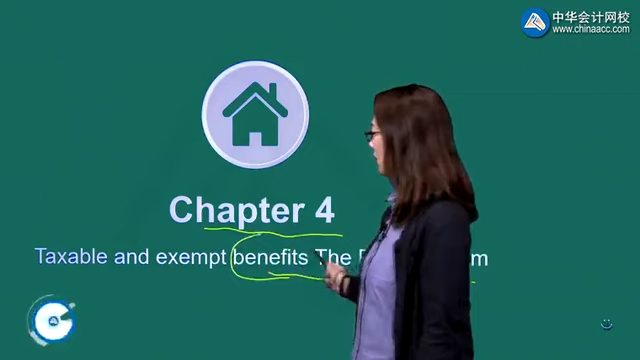 中华会计网校
www.chinaacc.com
Chapter 4
Taxable and exempt benefits The